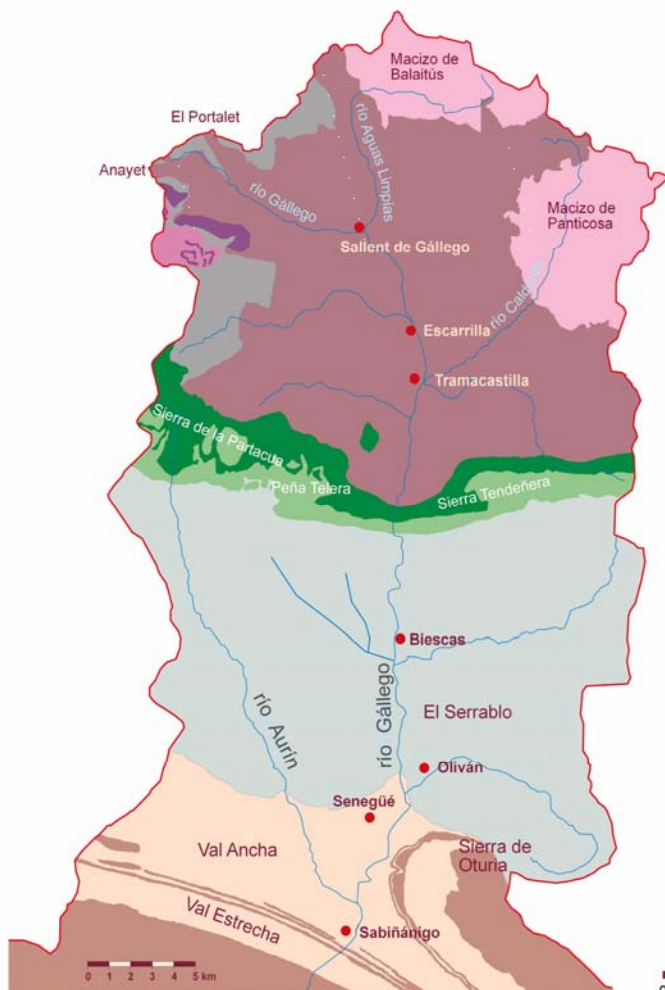 Macizo de
Balaitús
El Portalet
Anayet
río Gállego
río Aguas Limpias
Macizo de
Panticosa
Salient de Gállego
río Caldarés
Escarrilla
Tramacastilla
Sierra de la Partacua
Peña Telera
Sierra Tendeñera
Biescas
río Aurín
río Gállego
El Serrablo
Oliván
Senegüé
Val Ancha
Sierra de
Oturia
Val Estrecha
Sabiñánigo
0 1 2 3 4 5 km